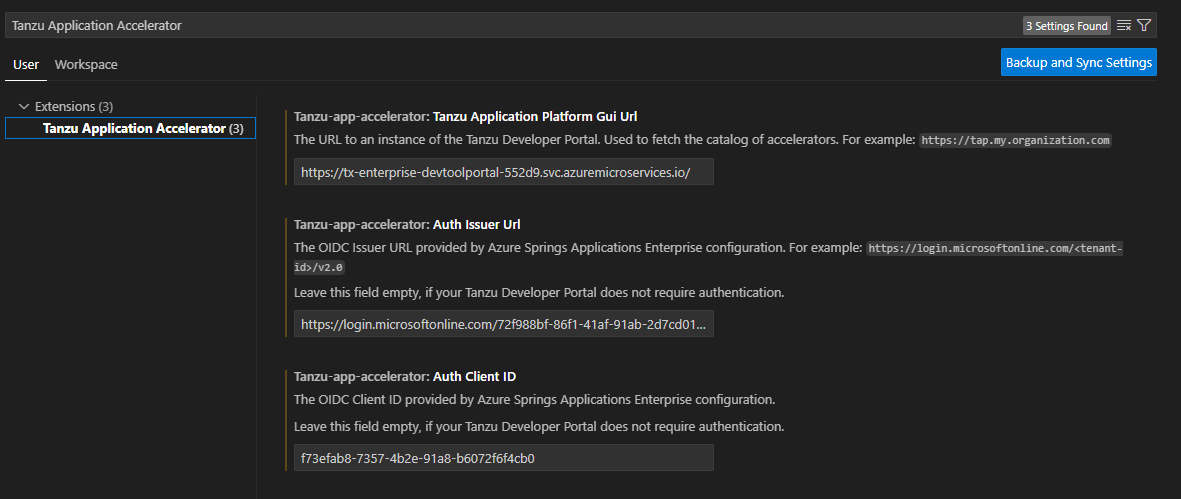 Tanzu Application Accelerator
3 Settings Found
User Workspace
Backup and Sync Settings
Extensions (3)
Tanzu Application Accelerator (3)
Tanzu-app-accelerator: Tanzu Application Platform Gui Url
The URL to an instance of the Tanzu Developer Portal. Used to fetch the catalog of accelerators. For example: https://tap.my.organization.com
https://tx-enterprise-devtoolportal-552d9.svc.azuremicroservices.io/
Tanzu-app-accelerator: Auth Issuer Url
The OIDC Issuer URL provided by Azure Springs Applications Enterprise configuration. For example: https://login.microsoftonline.com/<tenant-
id>/v2.0
Leave this field empty, if your Tanzu Developer Portal does not require authentication.
https://login.microsoftonline.com/72f988bf-86f1-41af-91ab-2d7cd01...
Tanzu-app-accelerator: Auth Client ID
The OIDC Client ID provided by Azure Springs Applications Enterprise configuration.
Leave this field empty, if your Tanzu Developer Portal does not require authentication.
f73efab8-7357-4b2e-91a8-b6072f6f4cb0